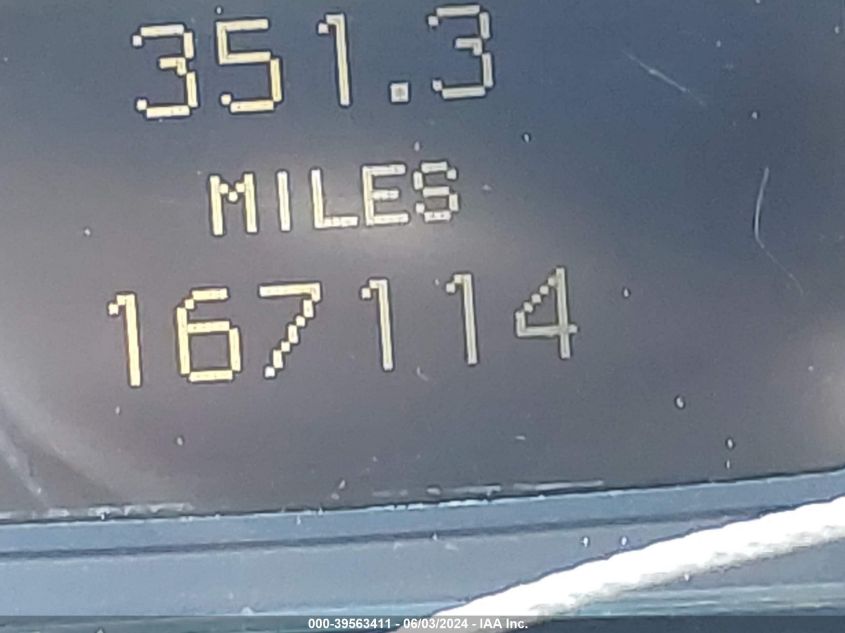 351.3
MILES
167114
000-39563411 - 06/03/2024 - IAA Inc.